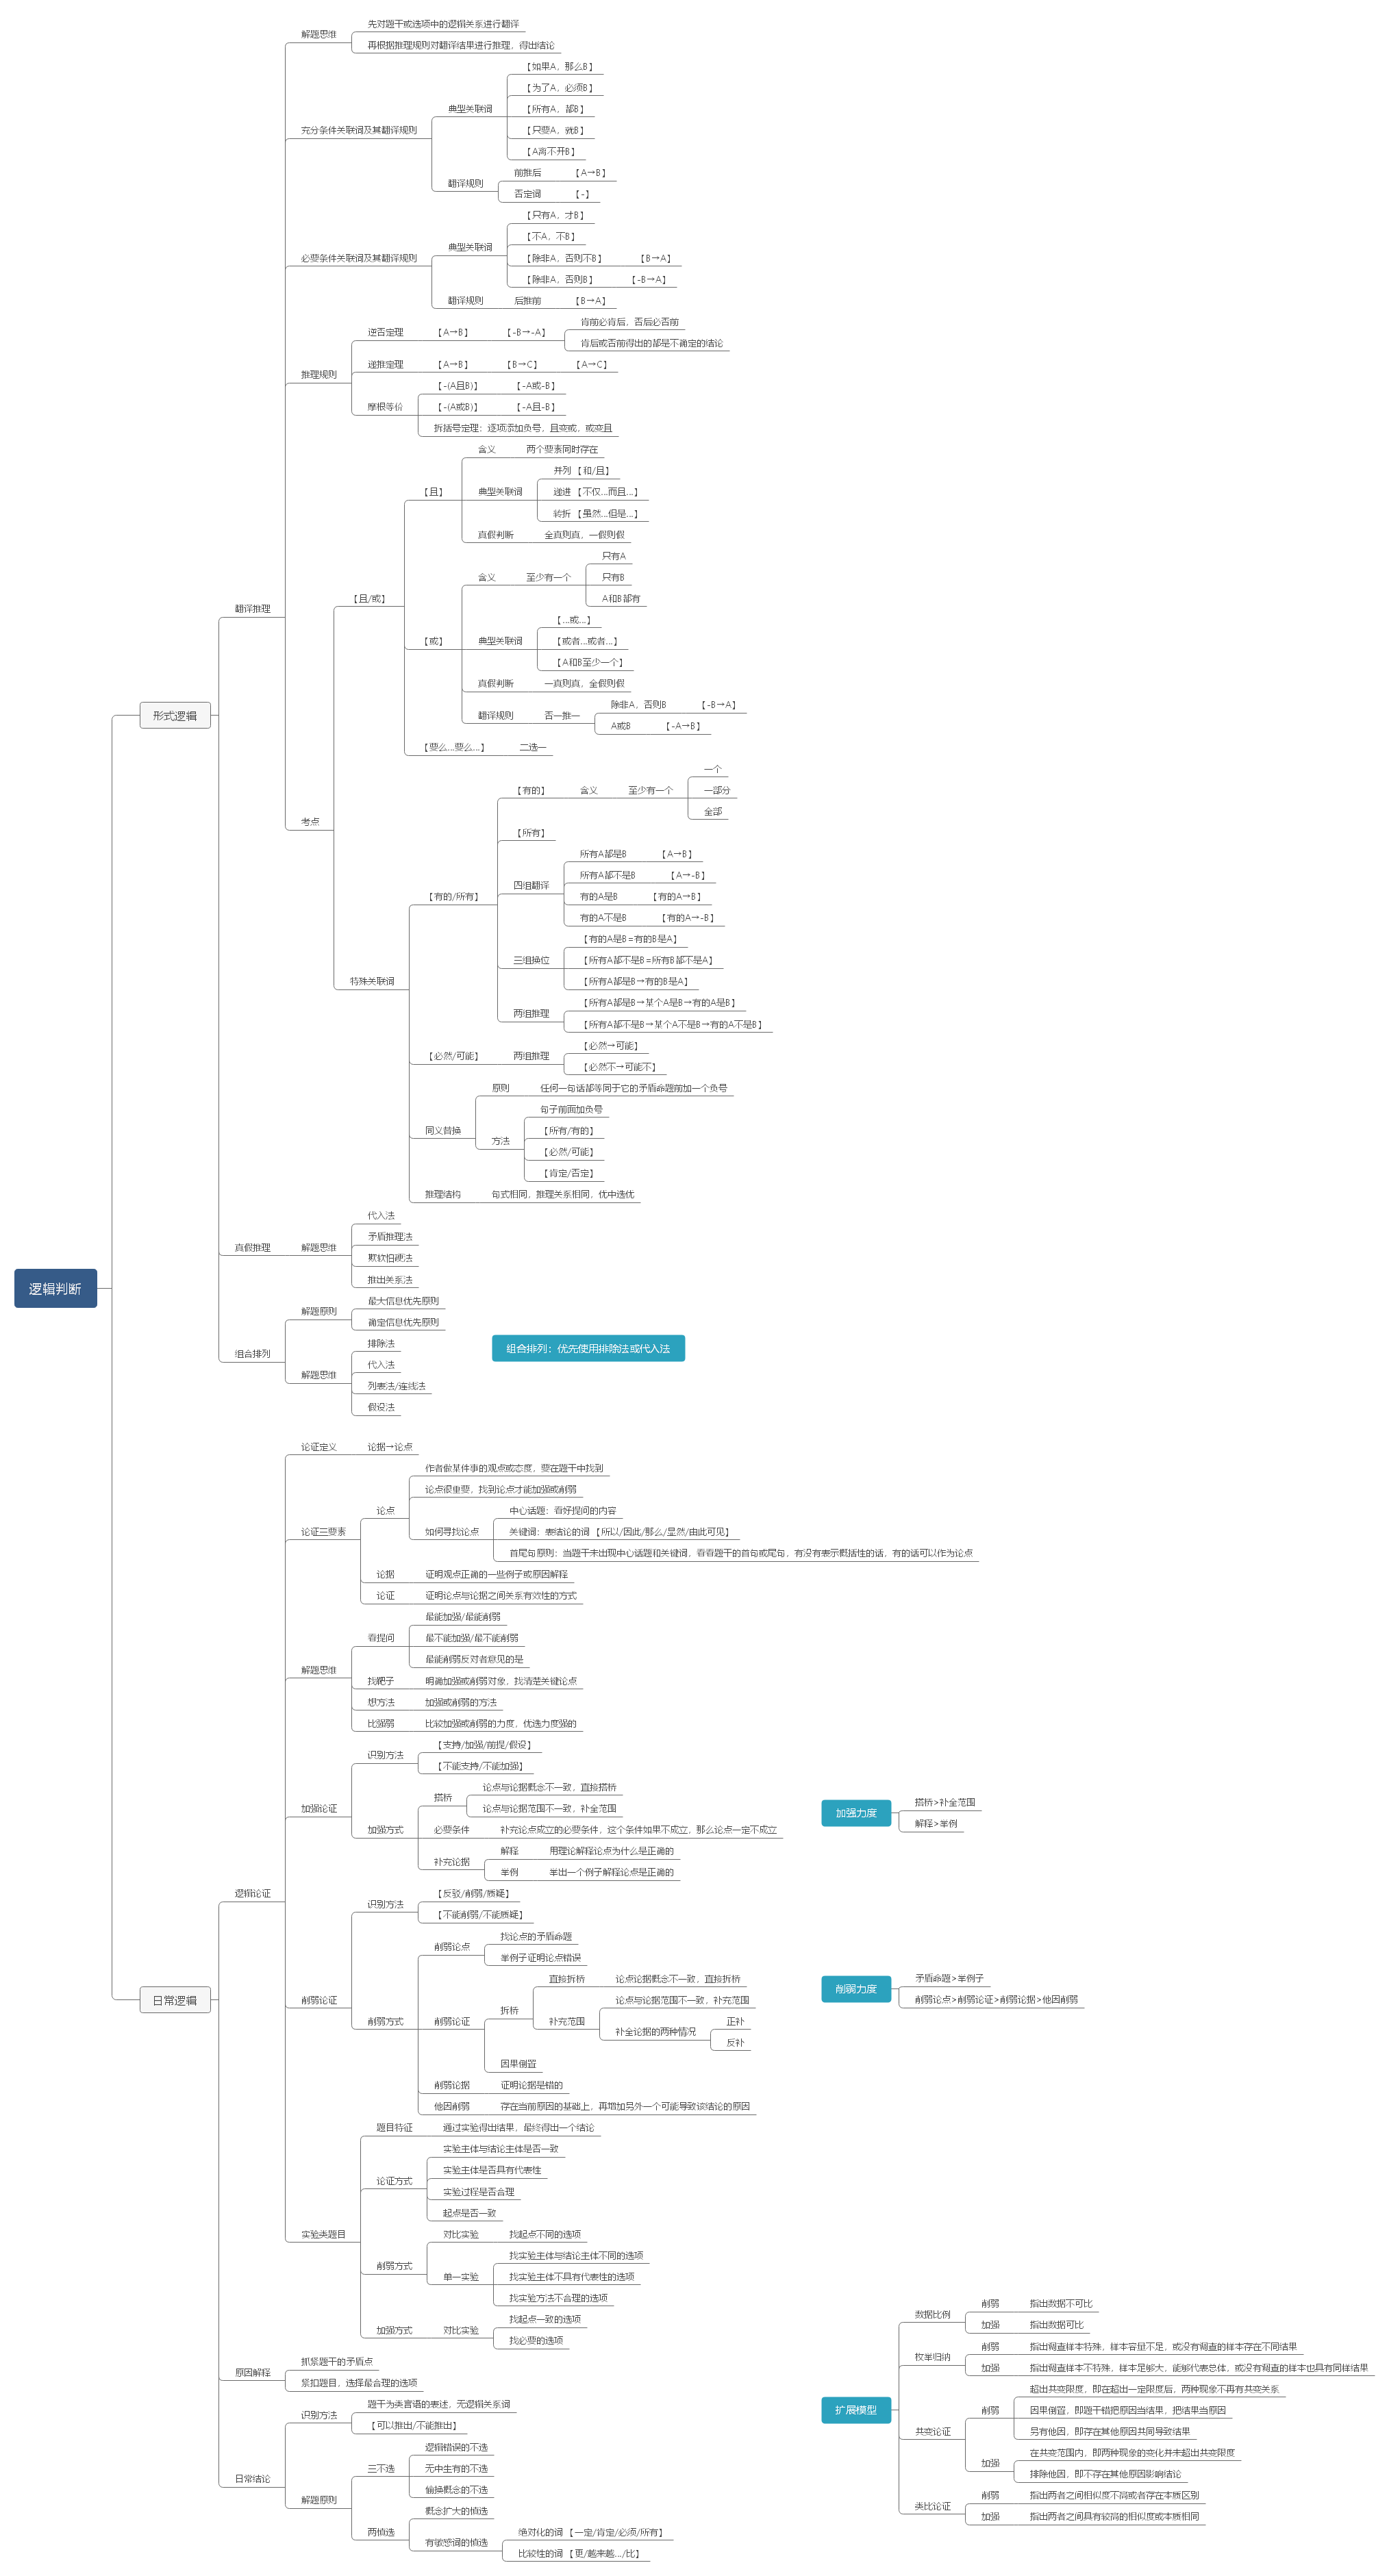 逻辑判断
形式逻辑
翻译推理
解题思维
先对题干或选项中的逻辑关系进行翻译
再根据推理规则对翻译结果进行推理，得出结论
充分条件关联词及其翻译规则
典型关联词
【如果A，那么B】
【为了A，必须B】
【所有A，都B】
【只要A，就B】
【A离不开B】
翻译规则
前推后 【A→B】
否定词 【-】
必要条件关联词及其翻译规则
典型关联词
【只有A，才B】
【不A，不B】
【除非A，否则不B】 【B→A】
【除非A，否则B】 【-B→A】
翻译规则 后推前 【B→A】
推理规则
逆否定理 【A→B】 【-B→-A】
肯前必肯后，否后必否前
肯后或否前得出的都是不确定的结论
递推定理 【A→B】 【B→C】 【A→C】
摩根等价
【-(A且B)】 【-A或-B】
【-(A或B)】 【-A且-B】
拆括号定理：逐项添加负号，且变或，或变且
考点
【且/或】
【且】
含义 两个要素同时存在
典型关联词
并列 【和/且】
递进 【不仅...而且...】
转折 【虽然...但是...】
真假判断 全真则真，一假则假
【或】
含义 至少有一个
只有A
只有B
A和B都有
典型关联词
【...或...】
【或者...或者...】
【A和B至少一个】
真假判断 一真则真，全假则假
翻译规则 否一推一
除非A，否则B 【-B→A】
A或B 【-A→B】
【要么...要么...】 二选一
特殊关联词
【有的/所有】
【有的】 含义 至少有一个
一个
一部分
全部
【所有】
四组翻译
所有A都是B 【A→B】
所有A都不是B 【A→-B】
有的A是B 【有的A→B】
有的A不是B 【有的A→-B】
三组换位
【有的A是B=有的B是A】
【所有A都不是B=所有B都不是A】
【所有A都是B→有的B是A】
两组推理
【所有A都是B→某个A是B→有的A是B】
【所有A都不是B→某个A不是B→有的A不是B】
【必然/可能】 两组推理
【必然→可能】
【必然不→可能不】
同义替换
原则 任何一句话都等同于它的矛盾命题前加一个负号
方法
句子前面加负号
【所有/有的】
【必然/可能】
【肯定/否定】
推理结构 句式相同，推理关系相同，优中选优
真假推理 解题思维
代入法
矛盾推理法
欺软怕硬法
推出关系法
组合排列
解题原则
最大信息优先原则
确定信息优先原则
解题思维
排除法
代入法
列表法/连线法
假设法
组合排列：优先使用排除法或代入法
日常逻辑
逻辑论证
论证定义 论据→论点
论证三要素
论点
作者做某件事的观点或态度，要在题干中找到
论点很重要，找到论点才能加强或削弱
如何寻找论点
中心话题：看好提问的内容
关键词：表结论的词 【所以/因此/那么/显然/由此可见】
首尾句原则：当题干未出现中心话题和关键词，看看题干的首句或尾句，有没有表示概括性的话，有的话可以作为论点
论据 证明观点正确的一些例子或原因解释
论证 证明论点与论据之间关系有效性的方式
解题思维
看提问
最能加强/最能削弱
最不能加强/最不能削弱
最能削弱反对者意见的是
找靶子 明确加强或削弱对象，找清楚关键论点
想方法 加强或削弱的方法
比强弱 比较加强或削弱的力度，优选力度强的
加强论证
识别方法
【支持/加强/前提/假设】
【不能支持/不能加强】
加强方式
搭桥
论点与论据概念不一致，直接搭桥
论点与论据范围不一致，补全范围
必要条件 补充论点成立的必要条件，这个条件如果不成立，那么论点一定不成立
补充论据
解释 用理论解释论点为什么是正确的
举例 举出一个例子解释论点是正确的
加强力度
搭桥>补全范围
解释>举例
削弱论证
识别方法
【反驳/削弱/质疑】
【不能削弱/不能质疑】
削弱方式
削弱论点
找论点的矛盾命题
举例子证明论点错误
削弱论证
拆桥
直接拆桥 论点论据概念不一致，直接拆桥
补充范围
论点与论据范围不一致，补充范围
补全论据的两种情况
正补
反补
因果倒置
削弱论据 证明论据是错的
他因削弱 存在当前原因的基础上，再增加另外一个可能导致该结论的原因
削弱力度
矛盾命题>举例子
削弱论点>削弱论证>削弱论据>他因削弱
实验类题目
题目特征 通过实验得出结果，最终得出一个结论
论证方式
实验主体与结论主体是否一致
实验主体是否具有代表性
实验过程是否合理
起点是否一致
削弱方式
对比实验 找起点不同的选项
单一实验
找实验主体与结论主体不同的选项
找实验主体不具有代表性的选项
找实验方法不合理的选项
加强方式 对比实验
找起点一致的选项
找必要的选项
原因解释
抓紧题干的矛盾点
紧扣题目，选择最合理的选项
日常结论
识别方法
题干为类言语的表述，无逻辑关系词
【可以推出/不能推出】
解题原则
三不选
逻辑错误的不选
无中生有的不选
偷换概念的不选
两慎选
概念扩大的慎选
有敏感词的慎选
绝对化的词 【一定/肯定/必须/所有】
比较性的词 【更/越来越.../比】
扩展模型
数据比例
削弱 指出数据不可比
加强 指出数据可比
枚举归纳
削弱 指出调查样本特殊，样本容量不足，或没有调查的样本存在不同结果
加强 指出调查样本不特殊，样本足够大，能够代表总体，或没有调查的样本也具有同样结果
共变论证
削弱
超出共变限度，即在超出一定限度后，两种现象不再有共变关系
因果倒置，即题干错把原因当结果，把结果当原因
另有他因，即存在其他原因共同导致结果
加强
在共变范围内，即两种现象的变化并未超出共变限度
排除他因，即不存在其他原因影响结论
类比论证
削弱 指出两者之间相似度不高或者存在本质区别
加强 指出两者之间具有较高的相似度或本质相同